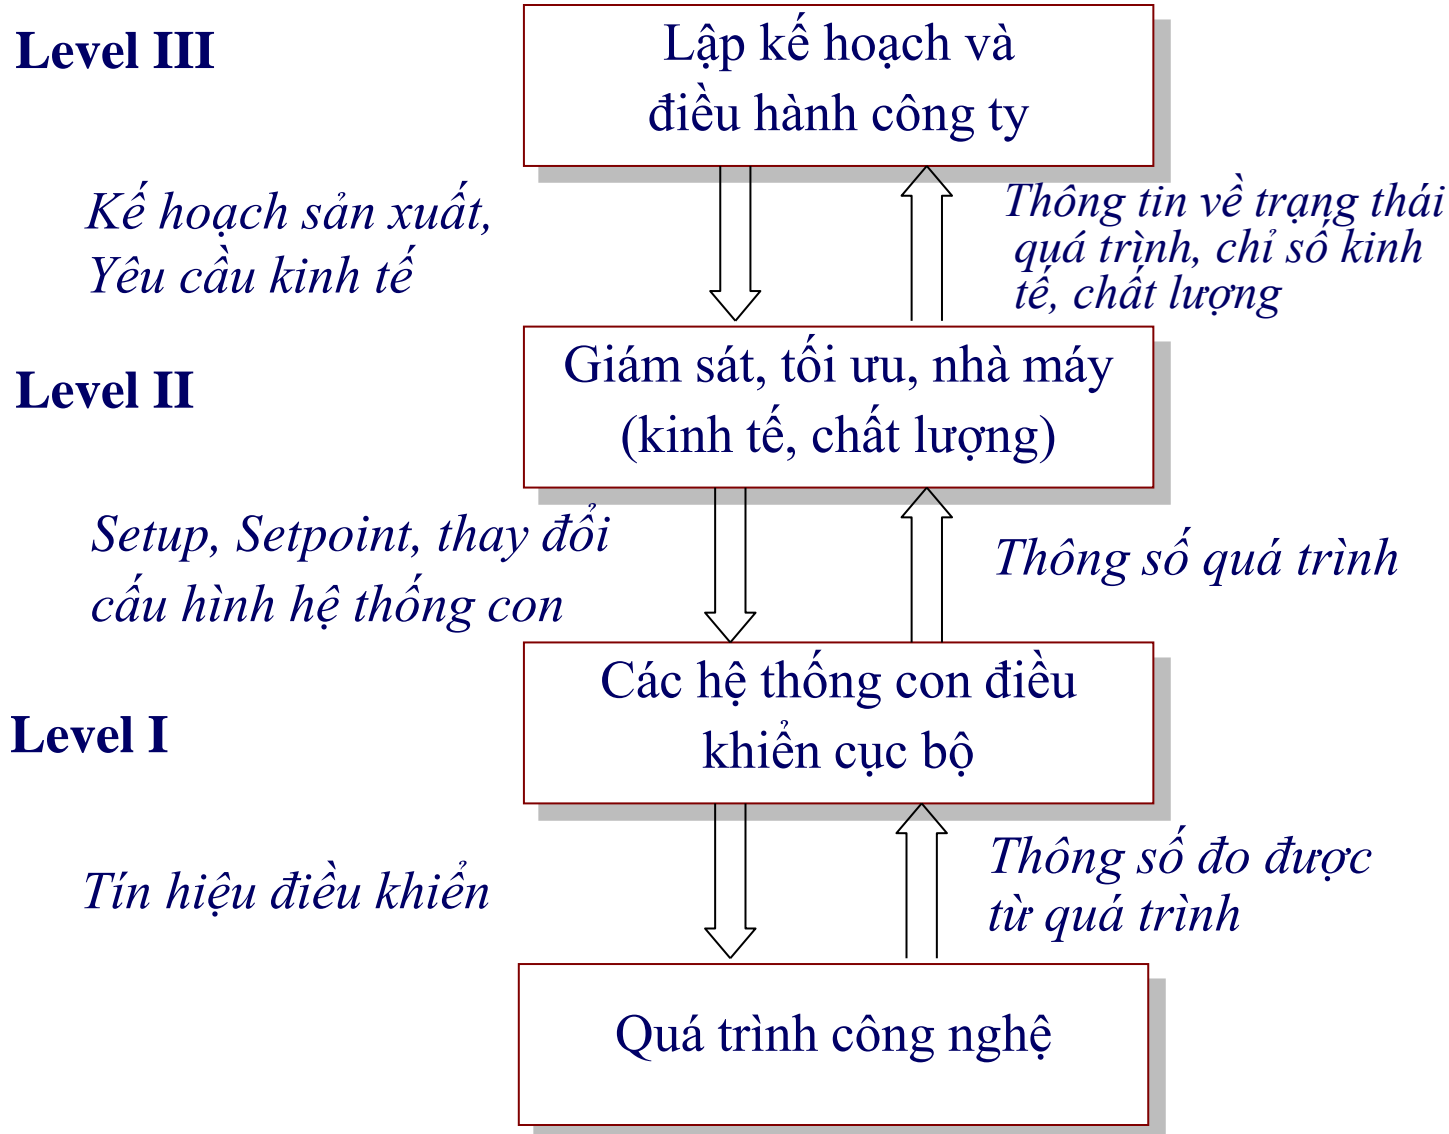 Level III
Lập kế hoạch và
điều hành công ty
Kế hoạch sản xuất,
Yêu cầu kinh tế
Thông tin về trạng thái
quá trình, chỉ số kinh
tế, chất lượng
Level II
Giám sát, tối ưu, nhà máy
(kinh tế, chất lượng)
Setup, Setpoint, thay đổi
cấu hình hệ thống con
Thông số quá trình
Level I
Các hệ thống con điều
khiển cục bộ
Tín hiệu điều khiển
Thông số đo được
từ quá trình
Quá trình công nghệ